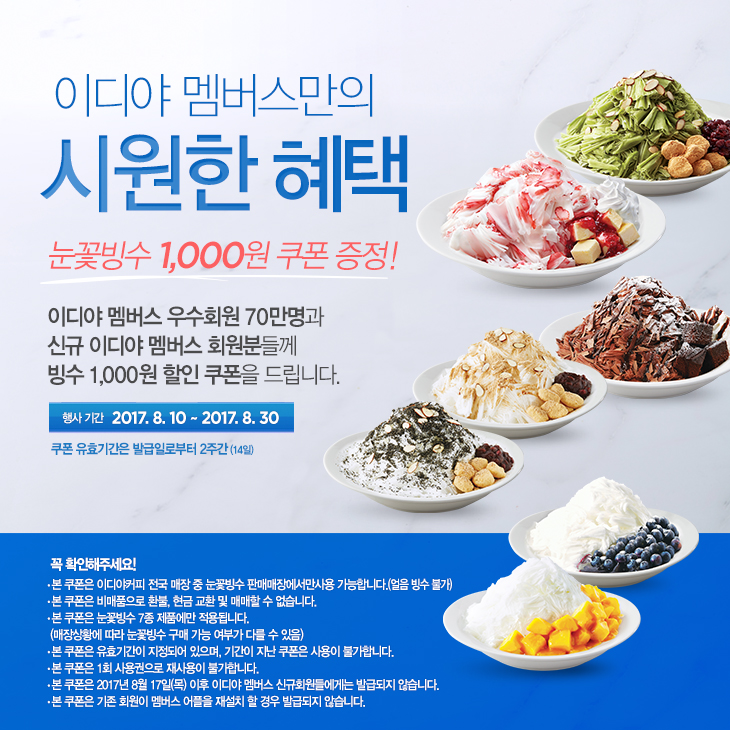 이디야 멤버스만의
시원한 혜택
눈꽃빙수 1,000원 쿠폰 증정!
이디야 멤버스 우수회원 70만명과
신규 이디야 멤버스 회원분들께
빙수 1,000원 할인 쿠폰을 드립니다.
행사 기간 2017. 8. 10 ~ 2017. 8. 30
쿠폰 유효기간은 발급일로부터 2주간 (14일)
꼭 확인해주세요!
· 본 쿠폰은 이디야커피 전국 매장 중 눈꽃빙수 판매매장에서만사용 가능합니다.(얼음 빙수 불가)
· 본 쿠폰은 비매품으로 환불, 현금 교환 및 매매할 수 없습니다.
· 본 쿠폰은 눈꽃빙수 7종 제품에만 적용됩니다.
(매장상황에 따라 눈꽃빙수 구매 가능 여부가 다를 수 있음)
· 본 쿠폰은 유효기간이 지정되어 있으며, 기간이 지난 쿠폰은 사용이 불가합니다.
· 본 쿠폰은 1회 사용권으로 재사용이 불가합니다.
· 본 쿠폰은 2017년 8월 17일(목) 이후 이디야 멤버스 신규회원들에게는 발급되지 않습니다.
· 본 쿠폰은 기존 회원이 멤버스 어플을 재설치 할 경우 발급되지 않습니다.